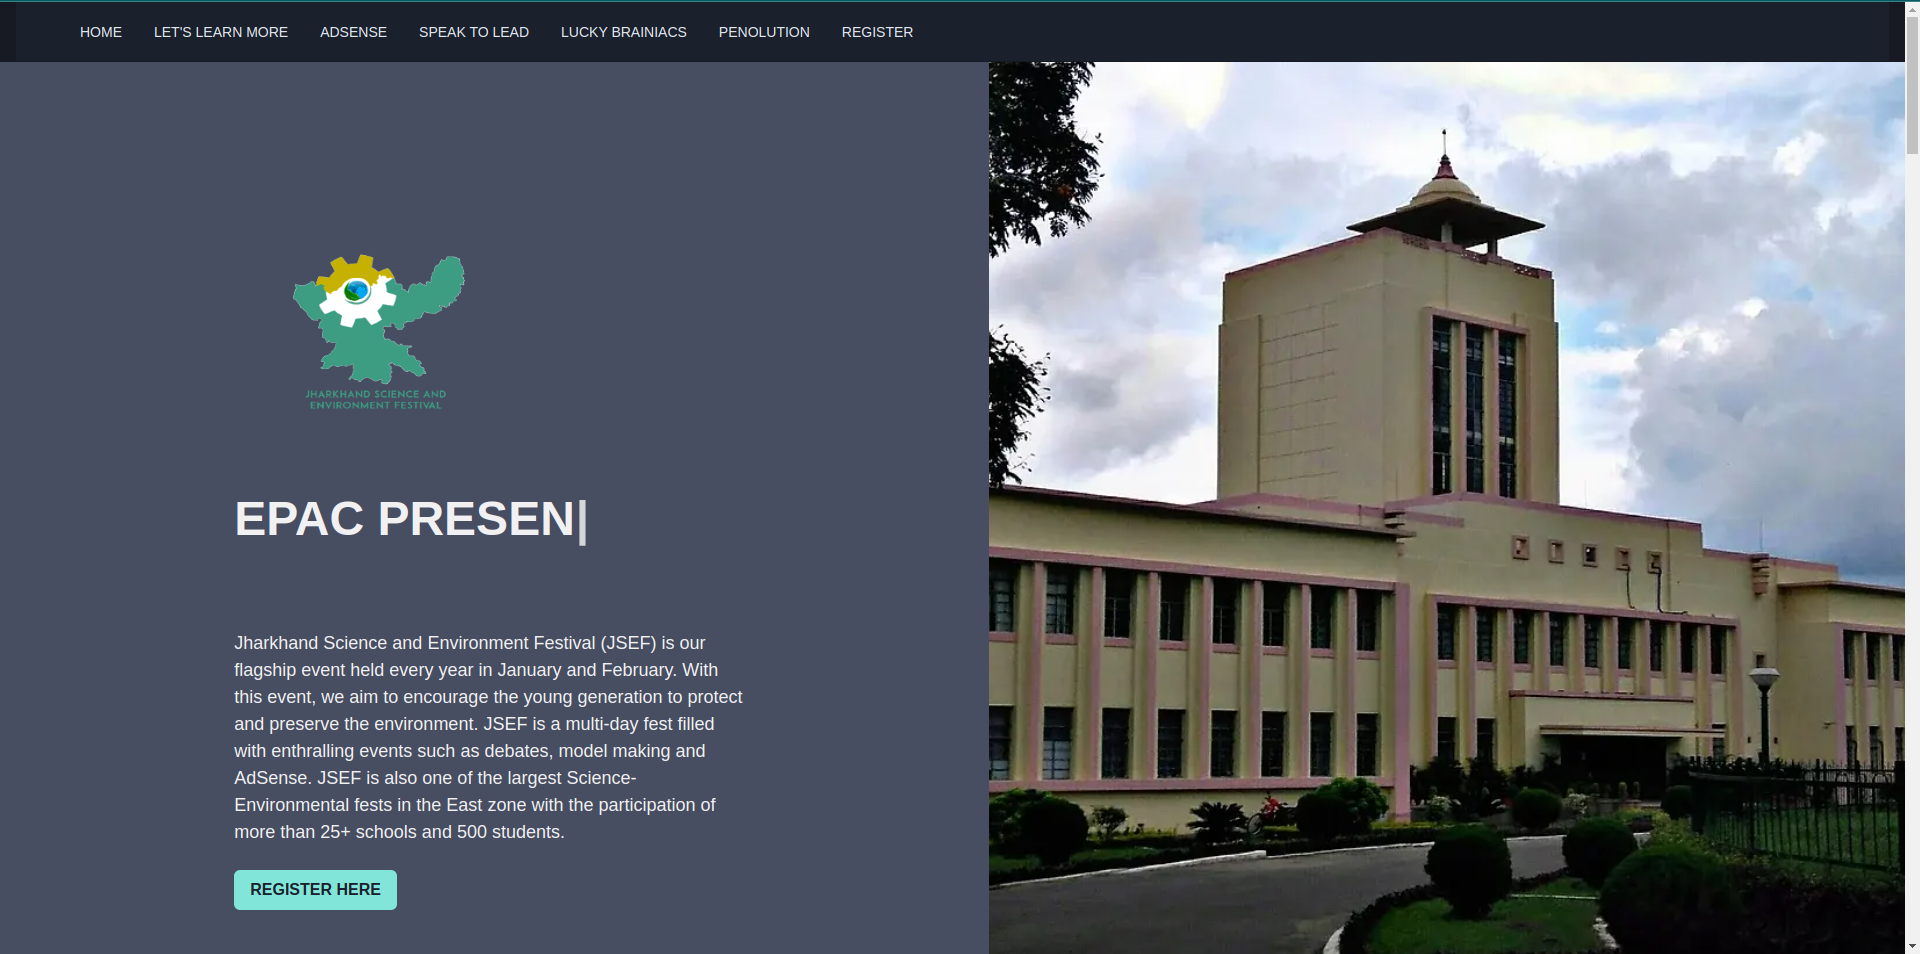 HOME LET'S LEARN MORE ADSENSE SPEAK TO LEAD LUCKY BRAINIACS PENOLUTION REGISTER
JHARKHAND SCIENCE AND
ENVIRONMENT FESTIVAL
EPAC PRESEN|
Jharkhand Science and Environment Festival (JSEF) is our
flagship event held every year in January and February. With
this event, we aim to encourage the young generation to protect
and preserve the environment. JSEF is a multi-day fest filled
with enthralling events such as debates, model making and
AdSense. JSEF is also one of the largest Science-
Environmental fests in the East zone with the participation of
more than 25+ schools and 500 students.
REGISTER HERE